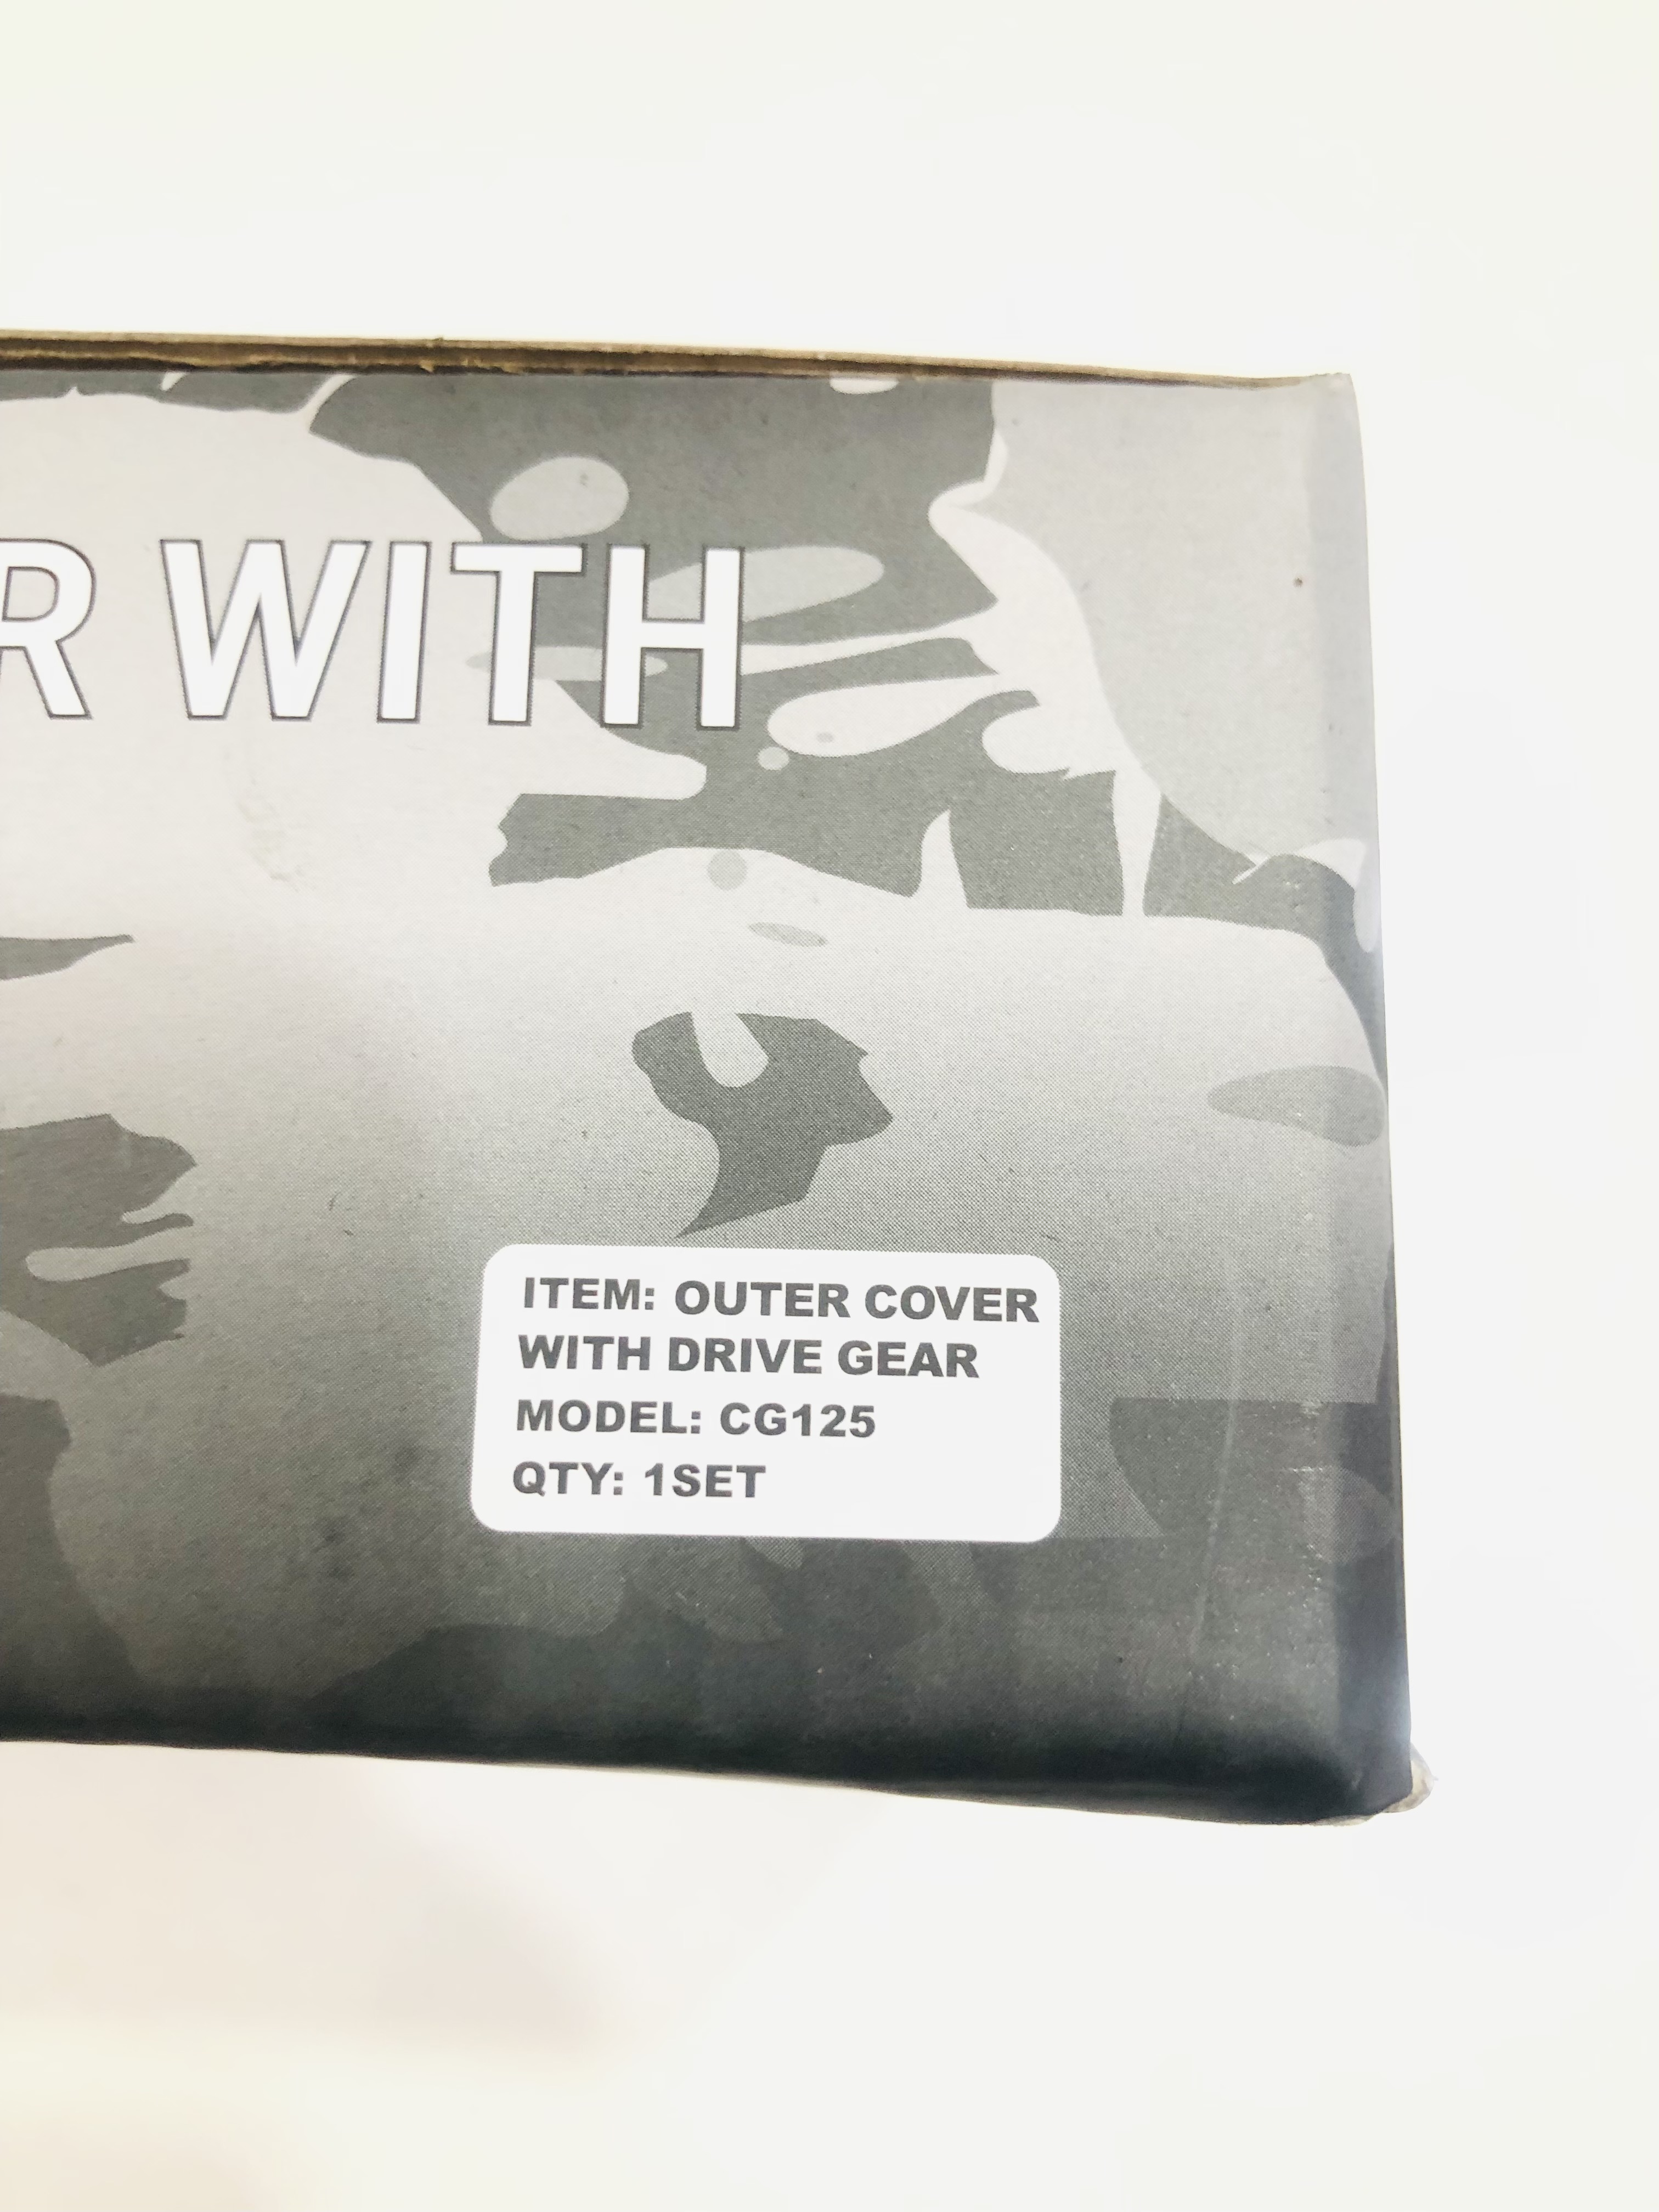 R WITH
ITEM: OUTER COVER
WITH DRIVE GEAR
MODEL: CG125
QTY: 1SET